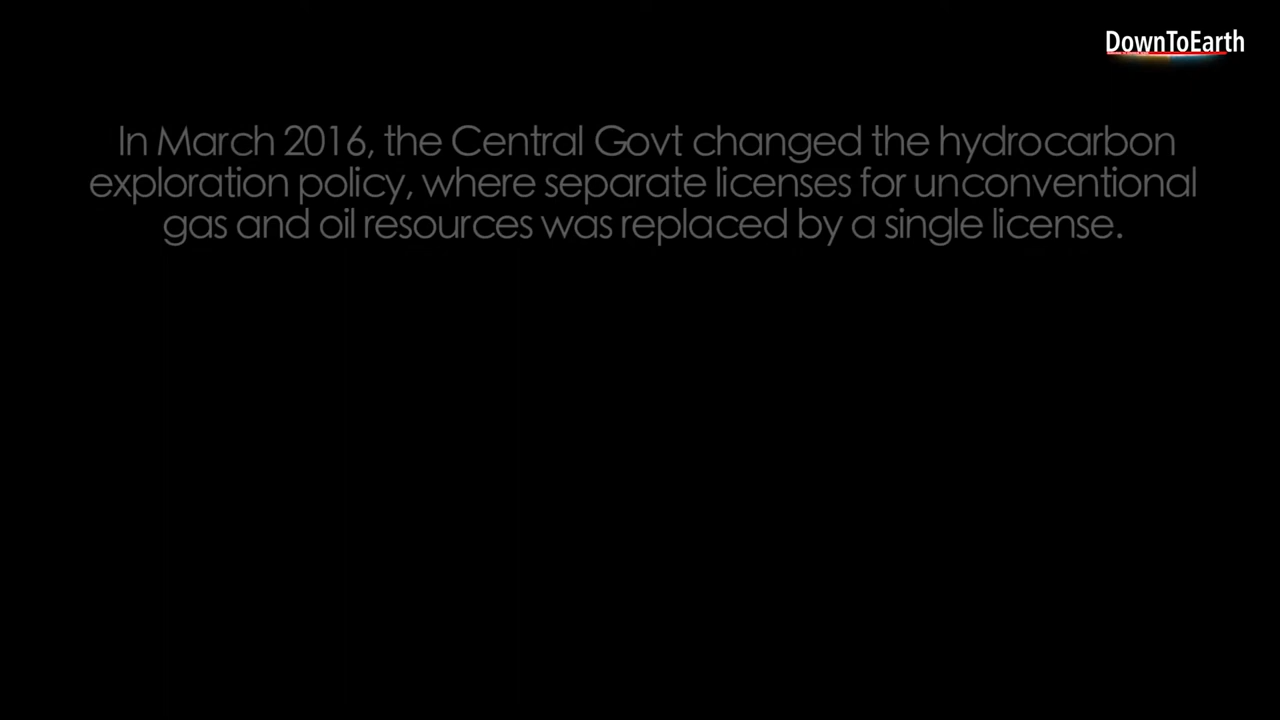 DownToEarth
In March 2016, the Central Govt changed the hydrocarbon
exploration policy, where separate licenses for unconventional
gas and oil resources was replaced by a single license.